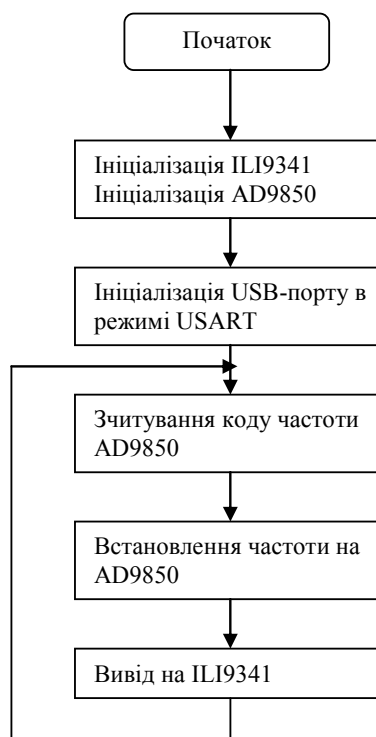 Початок
Ініціалізація ILI9341
Ініціалізація AD9850
Ініціалізація USB-порту в
режимі USART
Зчитування коду частоти
AD9850
Встановлення частоти на
AD9850
Вивід на ILI9341